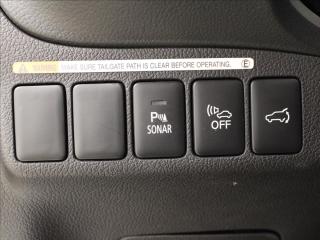 WARNING MAKE SURE TAILGATE PATH IS CLEAR BEFORE OPERATING. E
P
SONAR
OFF